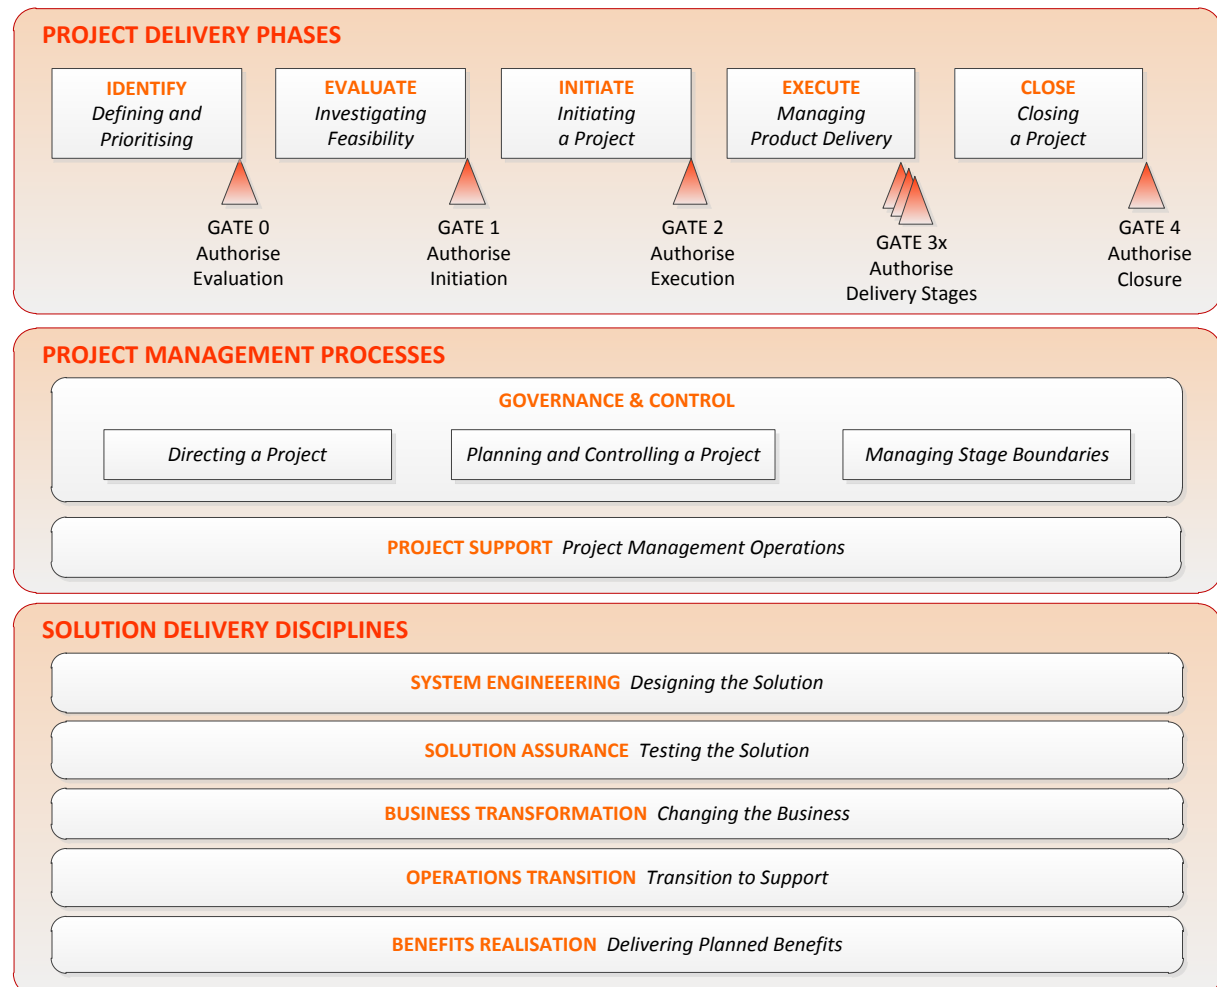 PROJECT DELIVERY PHASES
IDENTIFY
Defining and
Prioritising
EVALUATE
Investigating
Feasibility
INITIATE
Initiating
a Project
EXECUTE
Managing
Product Delivery
CLOSE
Closing
a Project
GATE 0
Authorise
Evaluation
GATE 1
Authorise
Initiation
GATE 2
Authorise
Execution
GATE 3x
Authorise
Delivery Stages
GATE 4
Authorise
Closure
PROJECT MANAGEMENT PROCESSES
GOVERNANCE & CONTROL
Directing a Project
Planning and Controlling a Project
Managing Stage Boundaries
PROJECT SUPPORT Project Management Operations
SOLUTION DELIVERY DISCIPLINES
SYSTEM ENGINEEERING Designing the Solution
SOLUTION ASSURANCE Testing the Solution
BUSINESS TRANSFORMATION Changing the Business
OPERATIONS TRANSITION Transition to Support
BENEFITS REALISATION Delivering Planned Benefits